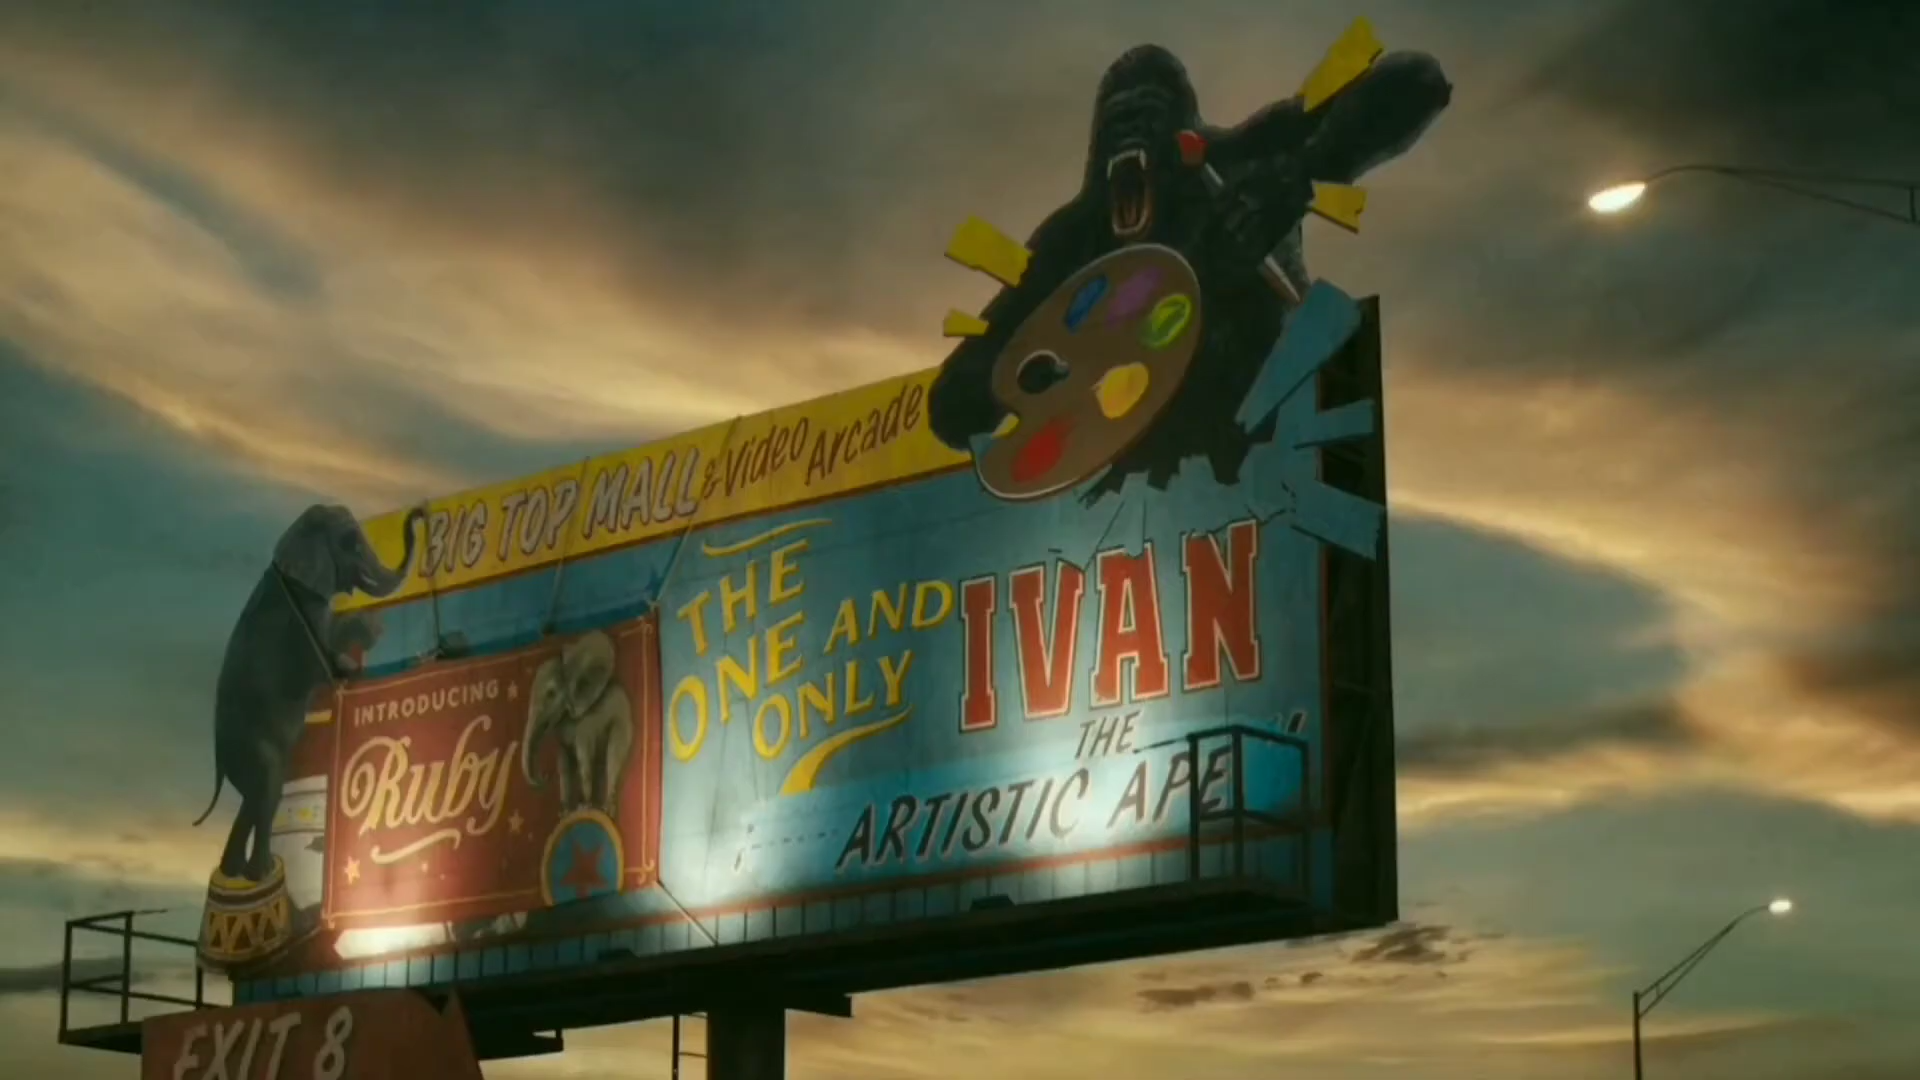 BIG TOP MALL & Video Arcade
INTRODUCING
Ruby
THE
ONE AND
ONLY
IVAN
THE
ARTISTIC APE
EXIT 8